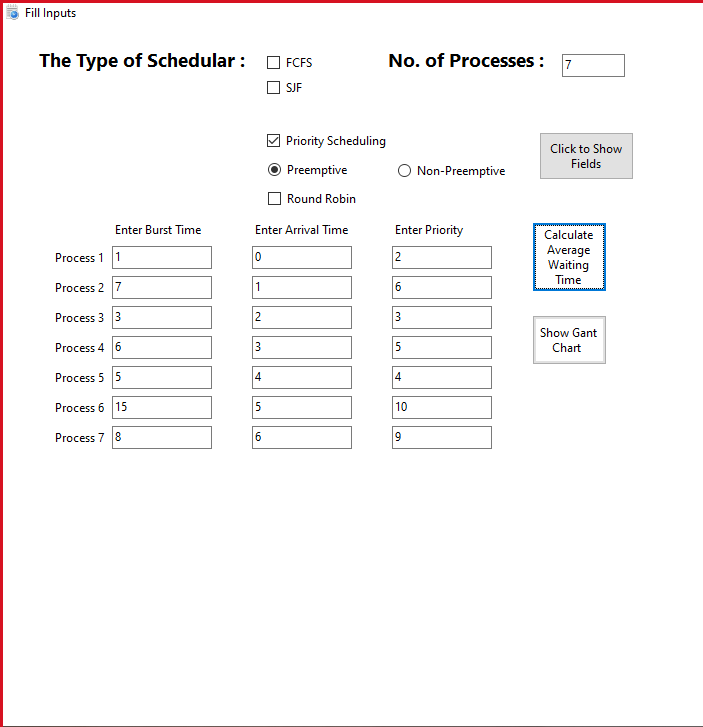 Fill Inputs
The Type of Schedular : FCFS No. of Processes : 7
SJF
Priority Scheduling
Click to Show
Fields
Preemptive Non-Preemptive
Round Robin
Enter Burst Time Enter Arrival Time Enter Priority
Calculate
Average
Waiting
Time
Process 1 1 0 2
Process 2 7 1 6
Process 3 3 2 3
Show Gant
Chart
Process 4 6 3 5
Process 5 5 4 4
Process 6 15 5 10
Process 7 8 6 9